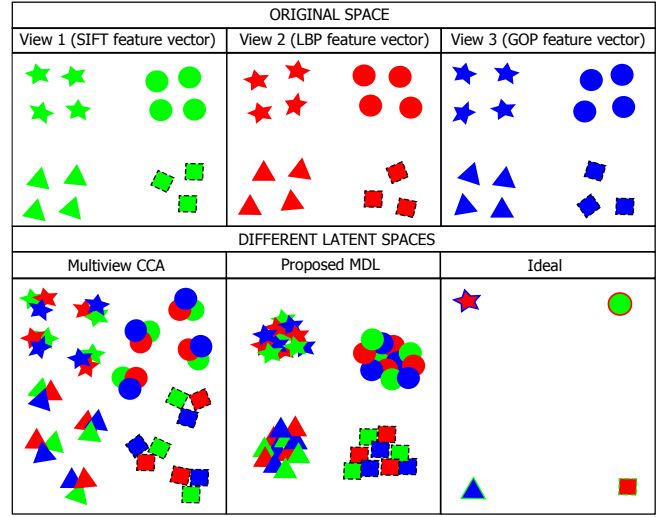 ORIGINAL SPACE
View 1 (SIFT feature vector) View 2 (LBP feature vector) View 3 (GOP feature vector)
DIFFERENT LATENT SPACES
Multiview CCA Proposed MDL Ideal